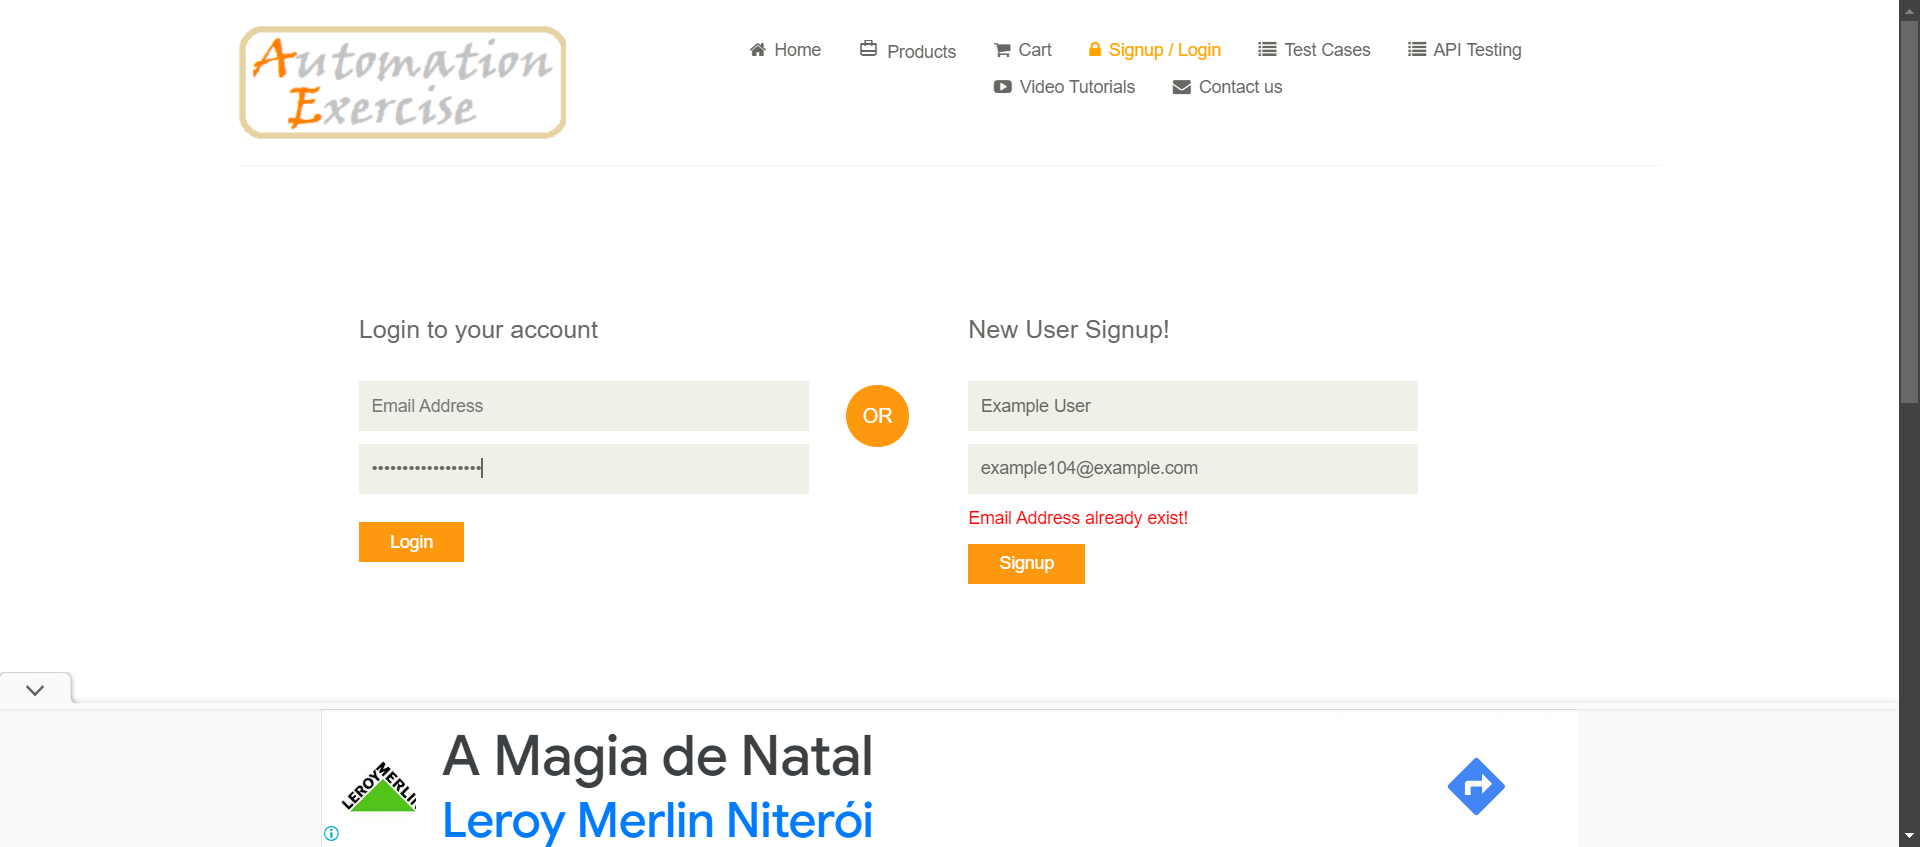 Automation
Exercise
Home
Products
Cart
Signup / Login
Test Cases
API Testing
Video Tutorials
Contact us
Login to your account
Email Address
••••••••••••••••••
Login
OR
New User Signup!
Example User
example104@example.com
Email Address already exist!
Signup
LEROY MERLIN
A Magia de Natal
Leroy Merlin Niterói